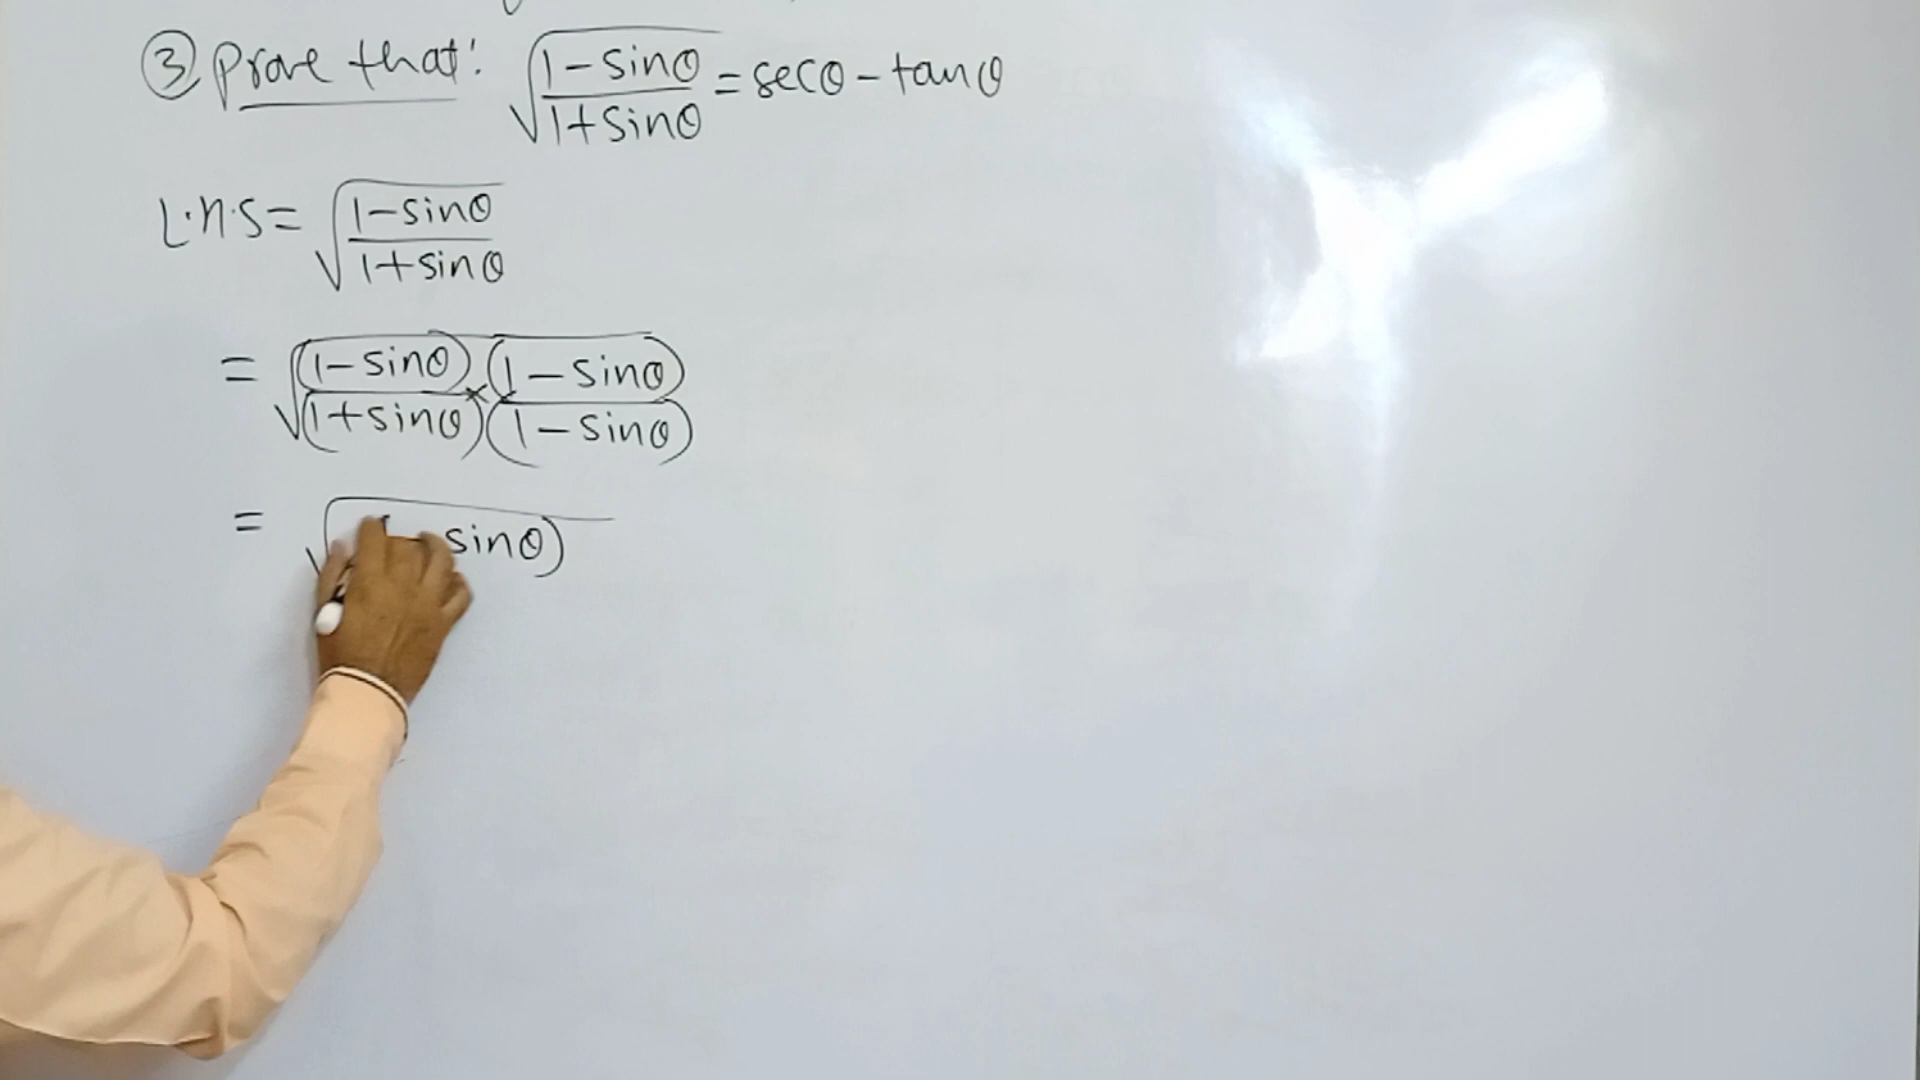 ③ Prove that: √((1-sinθ)/(1+sinθ)) = secθ - tanθ
L.H.S = √((1-sinθ)/(1+sinθ))
= √((1-sinθ)/(1+sinθ) × (1-sinθ)/(1-sinθ))
= √ - sinθ)